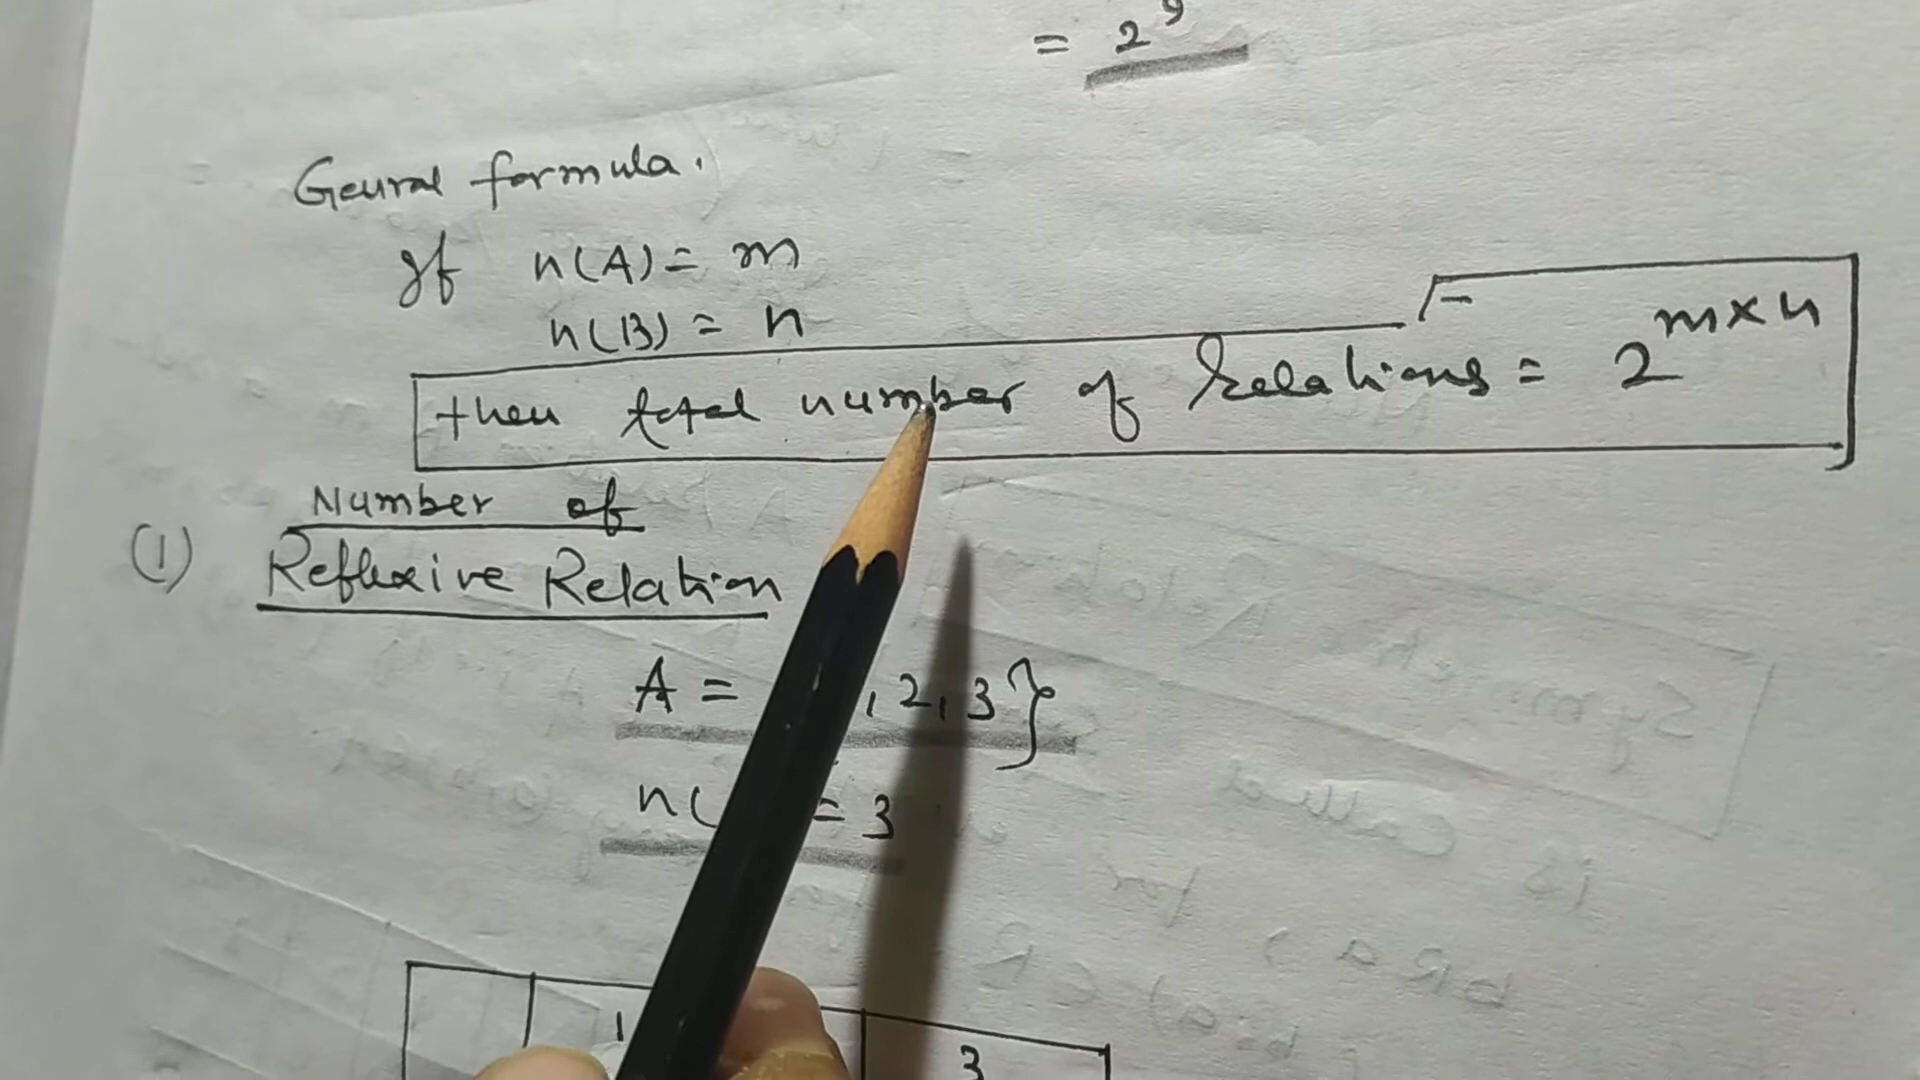 = 2⁹
General formula.
If n(A) = m
n(B) = n
then total number of Relations = 2^(m×n)
Number of
(1) Reflexive Relation
A = , 2, 3}
n( = 3
1 3